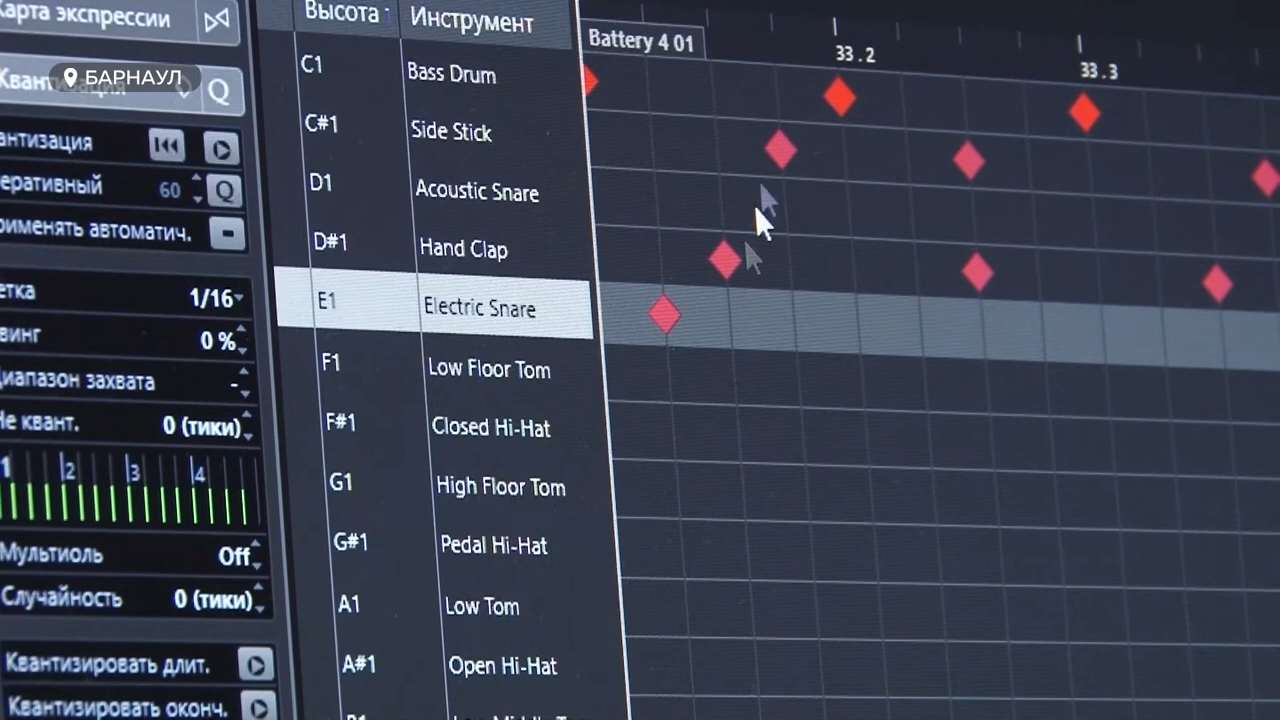 Карта экспрессии
БАРНАУЛ
Квантизация
Q
антизация
еративный 60 Q
рименять автоматич.
етка 1/16
винг 0 %
Диапазон захвата -
Не квант. 0 (тики)
1 2 3 4
Мультиоль Off
Случайность 0 (тики)
Квантизировать длит.
Квантизировать оконч.
Высота Инструмент
C1 Bass Drum
C#1 Side Stick
D1 Acoustic Snare
D#1 Hand Clap
E1 Electric Snare
F1 Low Floor Tom
F#1 Closed Hi-Hat
G1 High Floor Tom
G#1 Pedal Hi-Hat
A1 Low Tom
A#1 Open Hi-Hat
Battery 4 01
33.2 33.3